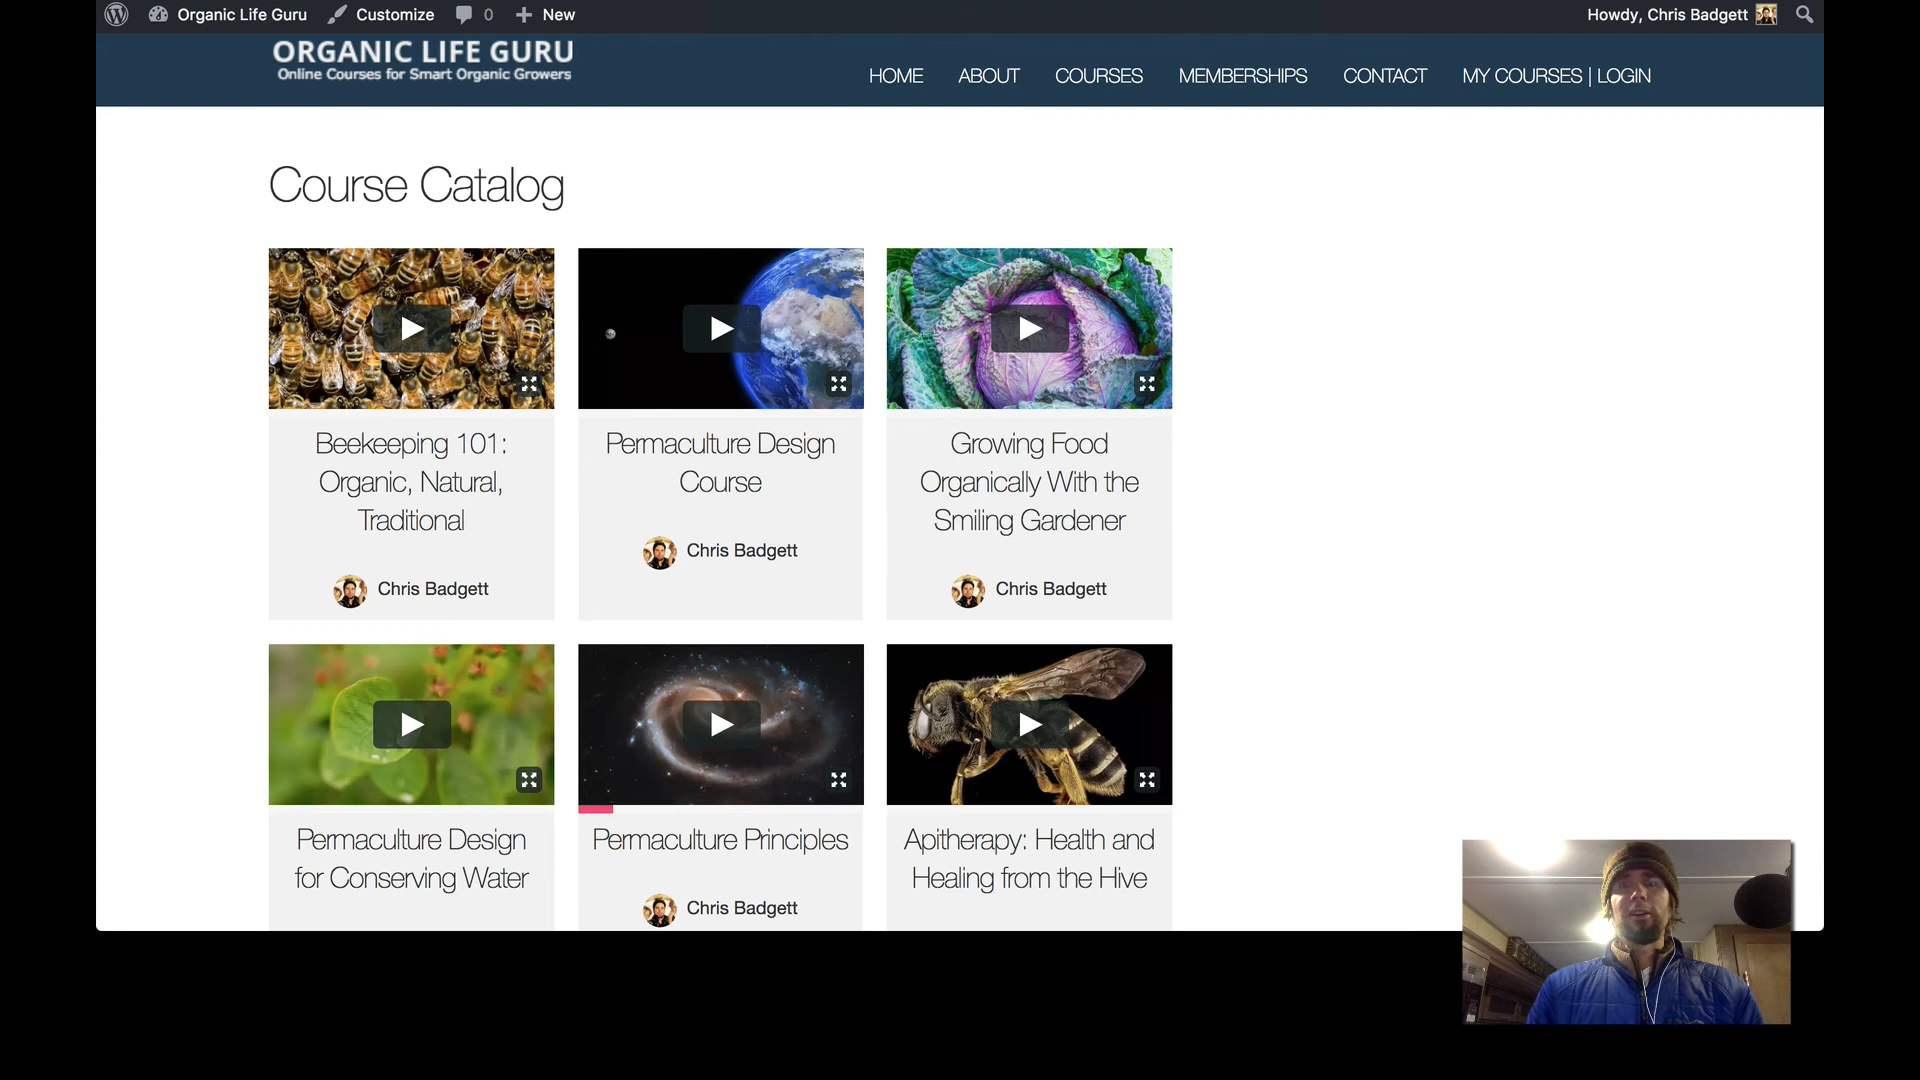 Organic Life Guru Customize 0 New Howdy, Chris Badgett
ORGANIC LIFE GURU
Online Courses for Smart Organic Growers
HOME ABOUT COURSES MEMBERSHIPS CONTACT MY COURSES | LOGIN
Course Catalog
Beekeeping 101:
Organic, Natural,
Traditional
Chris Badgett
Permaculture Design
Course
Chris Badgett
Growing Food
Organically With the
Smiling Gardener
Chris Badgett
Permaculture Design
for Conserving Water
Permaculture Principles
Chris Badgett
Apitherapy: Health and
Healing from the Hive